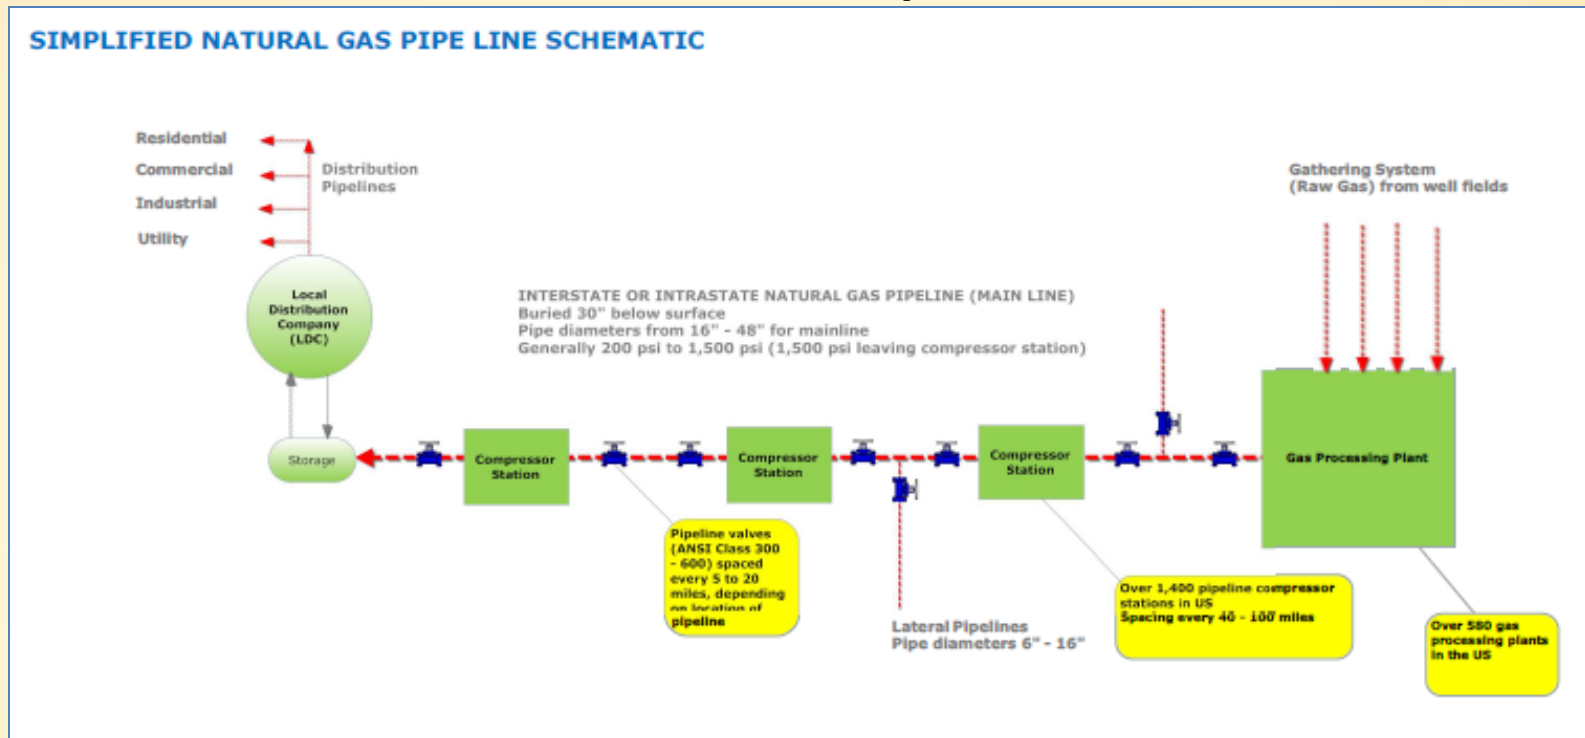 SIMPLIFIED NATURAL GAS PIPE LINE SCHEMATIC
Residential
Commercial
Industrial
Utility
Distribution
Pipelines
Gathering System
(Raw Gas) from well fields
Local
Distribution
Company
(LDC)
INTERSTATE OR INTRASTATE NATURAL GAS PIPELINE (MAIN LINE)
Buried 30" below surface
Pipe diameters from 16" - 48" for mainline
Generally 200 psi to 1,500 psi (1,500 psi leaving compressor station)
Storage
Compressor
Station
Compressor
Station
Compressor
Station
Gas Processing Plant
Pipeline valves
(ANSI Class 300
- 600) spaced
every 5 to 20
miles, depending
on location of
pipeline
Lateral Pipelines
Pipe diameters 6" - 16"
Over 1,400 pipeline compressor
stations in US
Spacing every 40 - 100 miles
Over 580 gas
processing plants
in the US